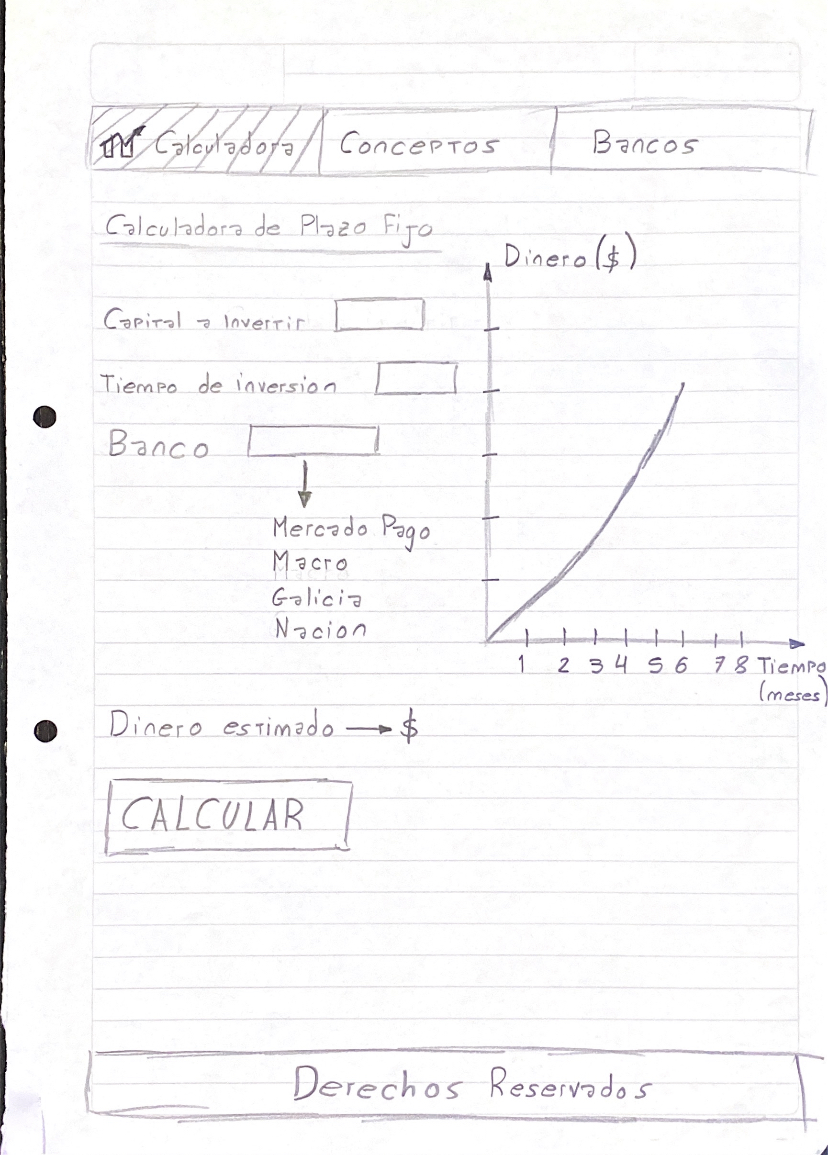 Calculadora Conceptos Bancos
Calculadora de Plazo Fijo
Dinero ($)
Capital a invertir
Tiempo de inversion
Banco
Mercado Pago
Macro
Galicia
Nacion
1 2 3 4 5 6 7 8 Tiempo
(meses)
Dinero estimado → $
CALCULAR
Derechos Reservados